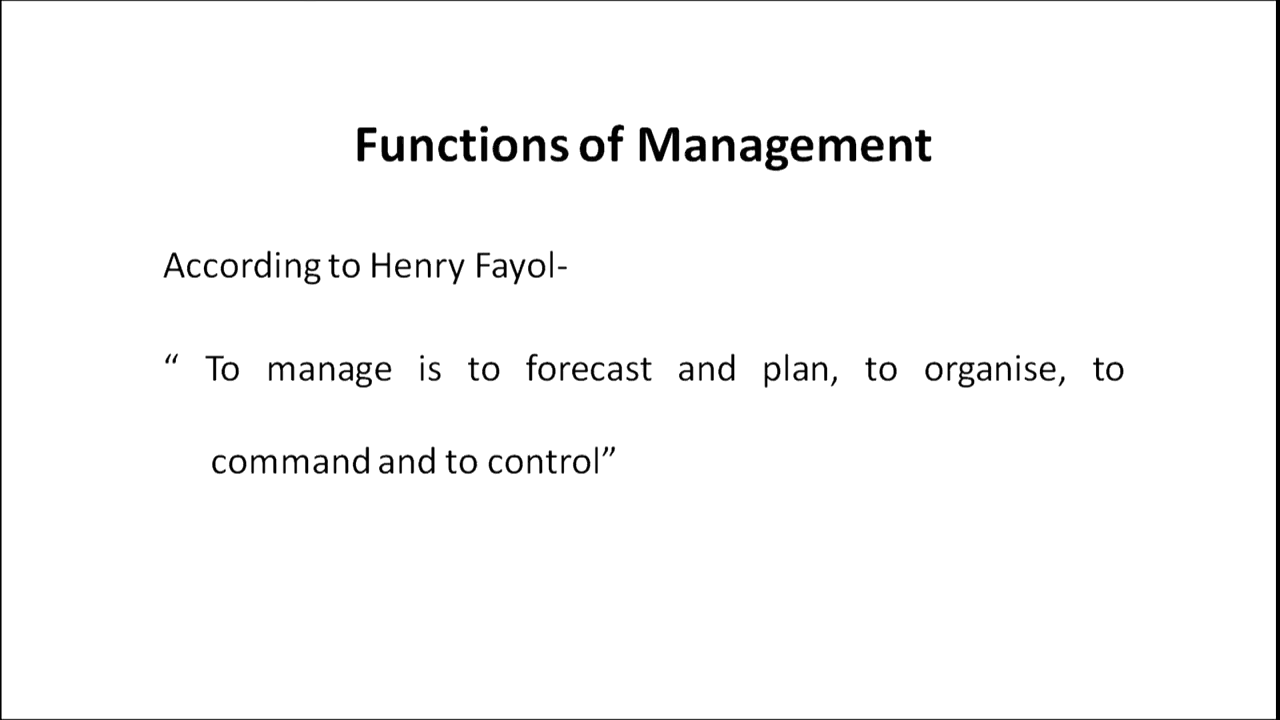 Functions of Management
According to Henry Fayol-
“ To manage is to forecast and plan, to organise, to
command and to control”